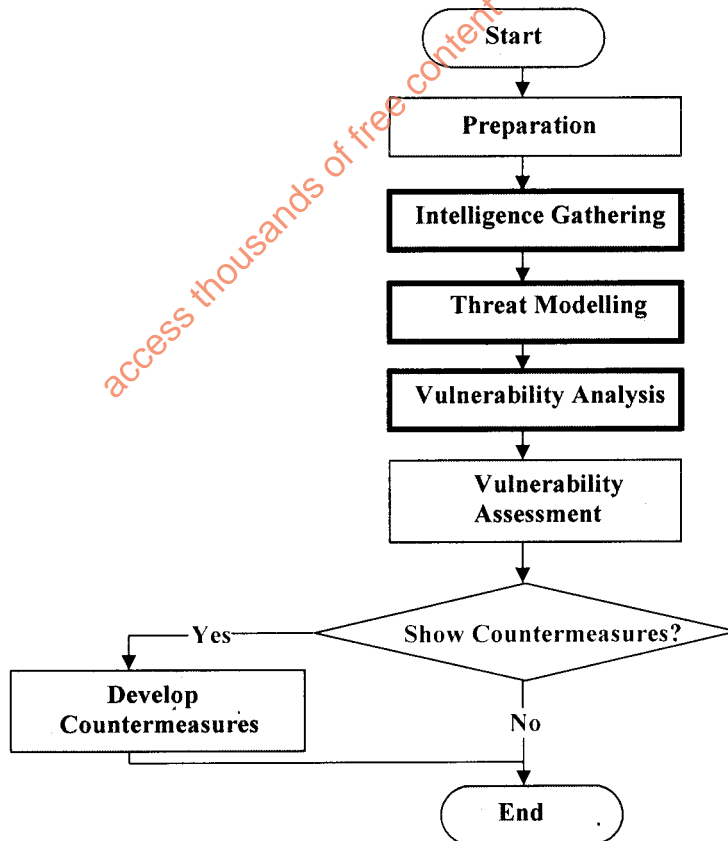 Start
Preparation
Intelligence Gathering
Threat Modelling
Vulnerability Analysis
Vulnerability
Assessment
Show Countermeasures?
Yes
Develop
Countermeasures
No
End
access thousands of free content